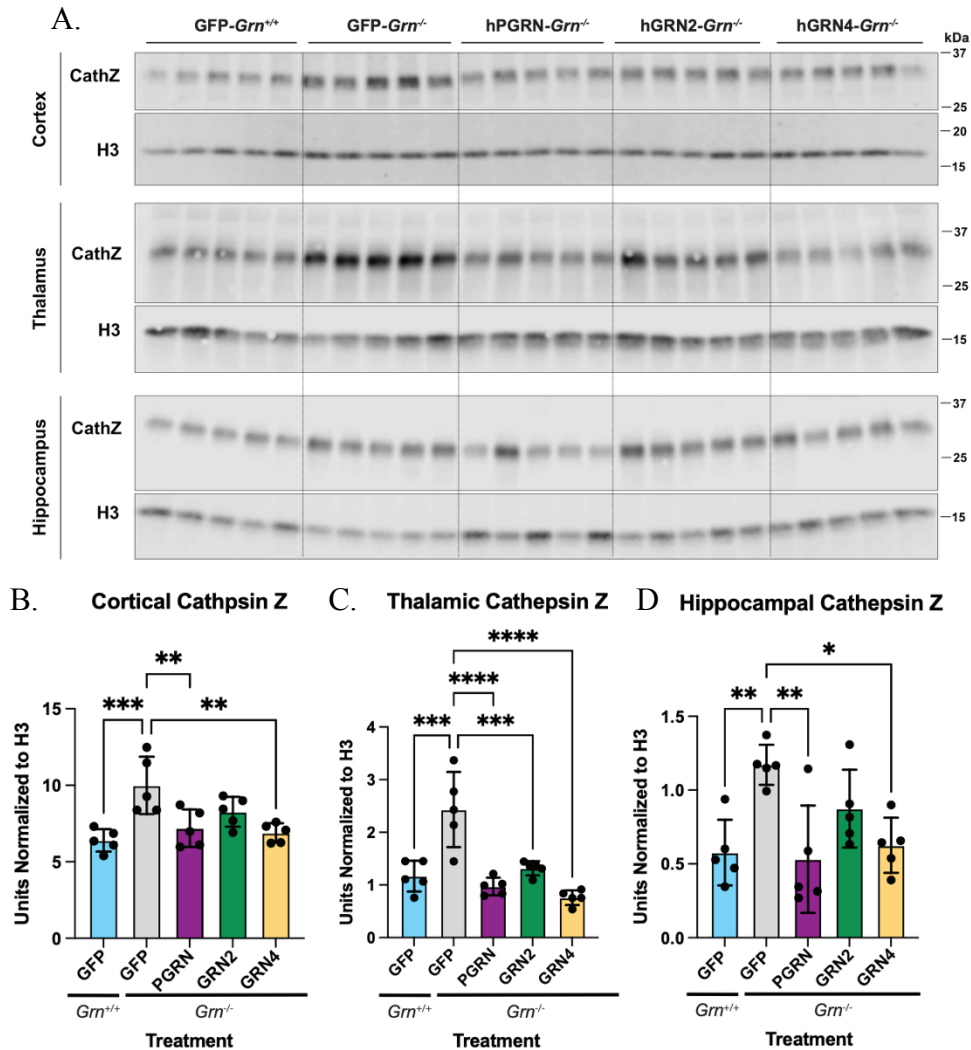 A.
GFP-Grn+/+ GFP-Grn-/- hPGRN-Grn-/- hGRN2-Grn-/- hGRN4-Grn-/-
kDa
Cortex
CathZ
37
25
H3
20
15
Thalamus
CathZ
37
25
H3
15
Hippocampus
CathZ
37
25
H3
15
B.
Cortical Cathpsin Z
Units Normalized to H3
15
10
5
0
***
**
**
GFP GFP PGRN GRN2 GRN4
Grn+/+ Grn-/-
Treatment
C.
Thalamic Cathepsin Z
Units Normalized to H3
4
3
2
1
0
****
****
***
***
GFP GFP PGRN GRN2 GRN4
Grn+/+ Grn-/-
Treatment
D
Hippocampal Cathepsin Z
Units Normalized to H3
1.5
1.0
0.5
0.0
*
**
**
GFP GFP PGRN GRN2 GRN4
Grn+/+ Grn-/-
Treatment